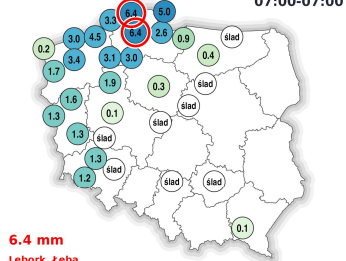 07:00-07:00
6.4 5.0
3.3
3.0 4.5 6.4 2.6 0.9 ślad
0.2
3.4 3.1 3.0 0.4
1.7
1.9 0.3 ślad
1.6 ślad
1.3 0.1 ślad
1.3 ślad
1.3
1.2 ślad ślad ślad
0.1
6.4 mm
Lębork, Łeba